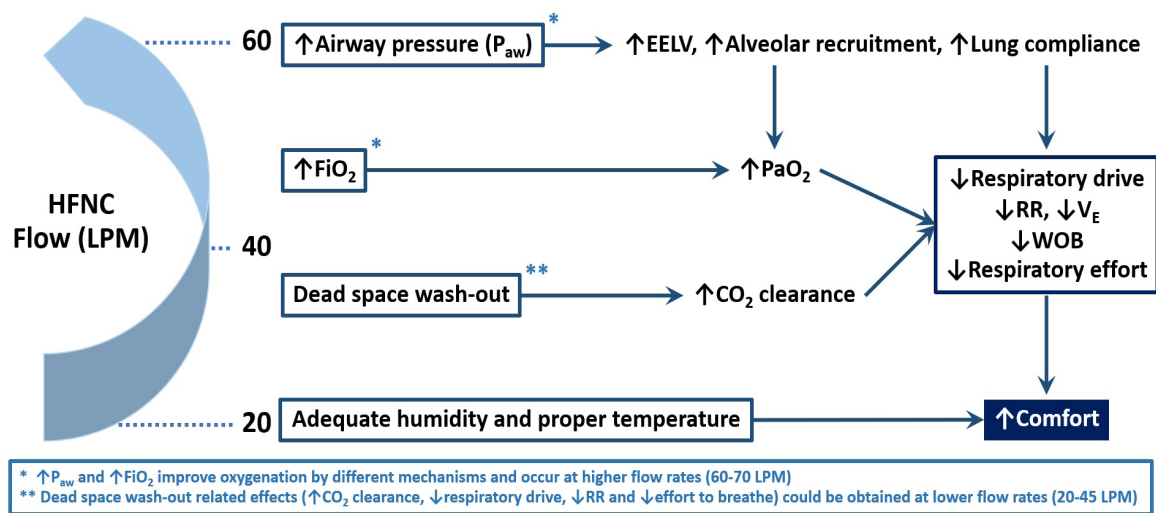 60
↑Airway pressure (Paw)
*
↑EELV, ↑Alveolar recruitment, ↑Lung compliance
↑FiO2
*
↑PaO2
HFNC
Flow (LPM)
40
↓Respiratory drive
↓RR, ↓VE
↓WOB
↓Respiratory effort
Dead space wash-out
**
↑CO2 clearance
20
Adequate humidity and proper temperature
↑Comfort
* ↑Paw and ↑FiO2 improve oxygenation by different mechanisms and occur at higher flow rates (60-70 LPM)
** Dead space wash-out related effects (↑CO2 clearance, ↓respiratory drive, ↓RR and ↓effort to breathe) could be obtained at lower flow rates (20-45 LPM)